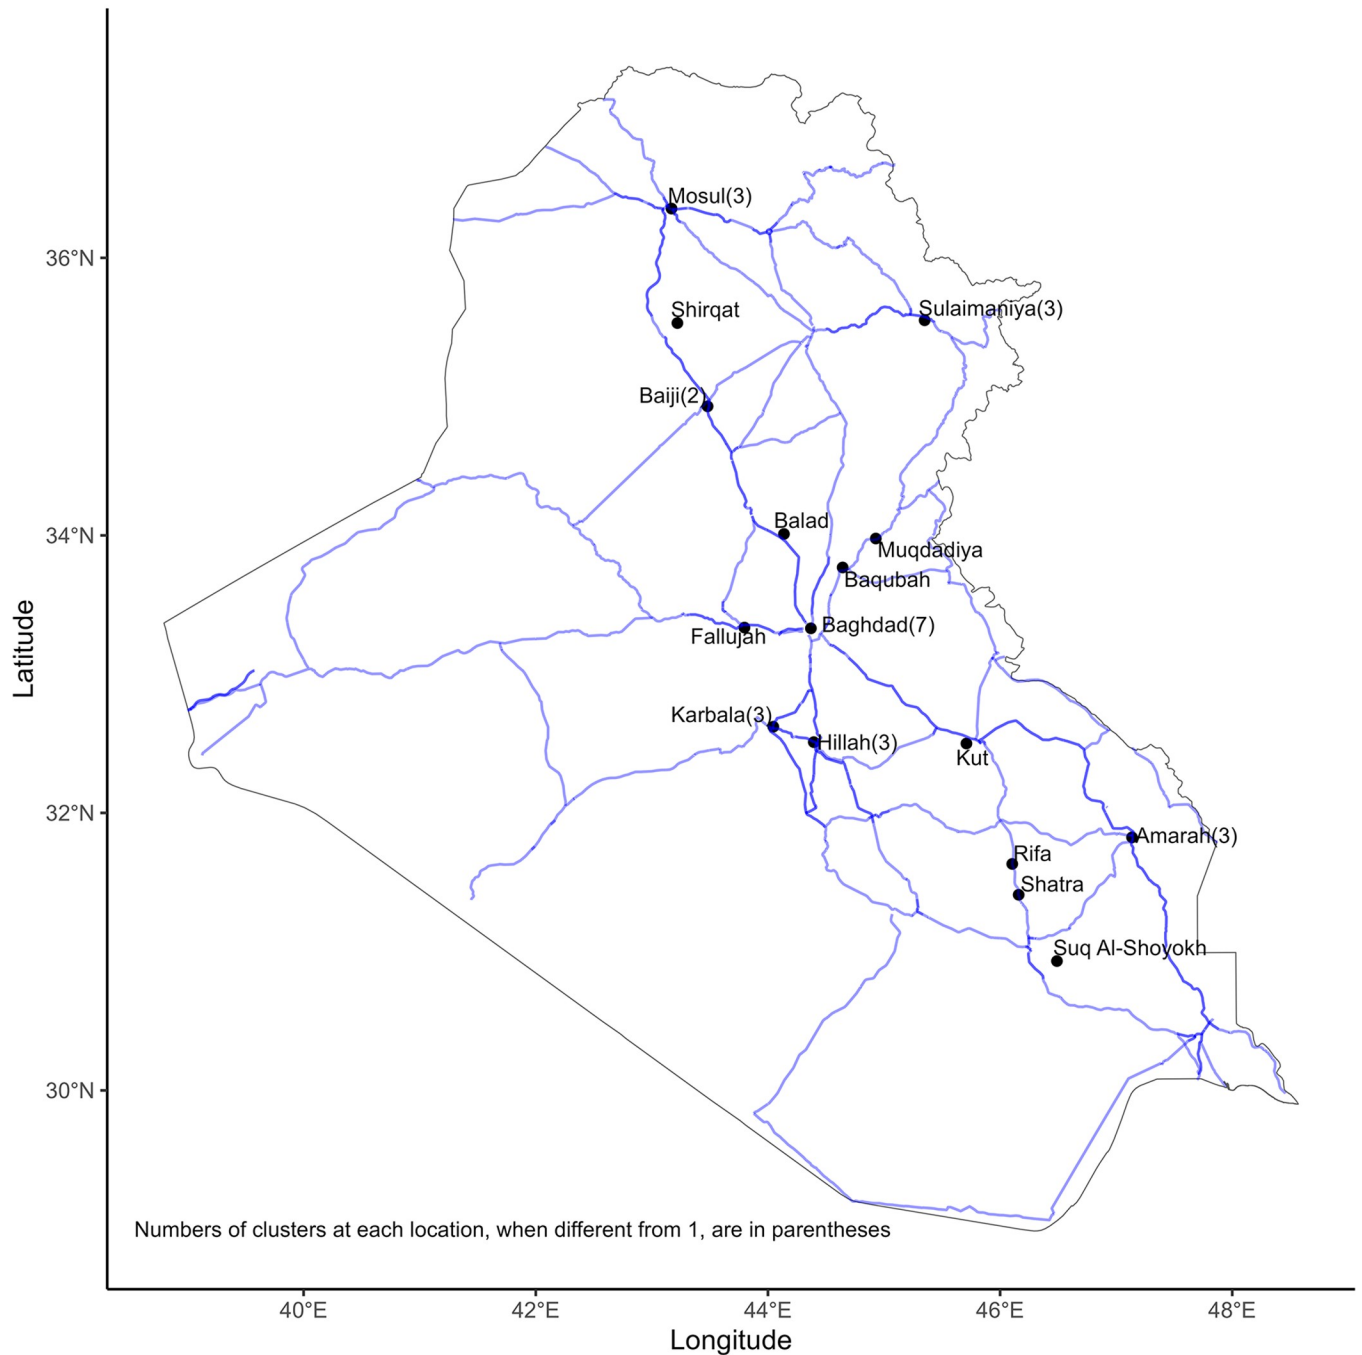 Mosul(3)
36°N
Shirqat
Sulaimaniya(3)
Baiji(2)
34°N
Balad
Muqdadiya
Baqubah
Baghdad(7)
Fallujah
Latitude
Karbala(3)
Hillah(3)
Kut
32°N
Amarah(3)
Rifa
Shatra
Suq Al-Shoyokh
30°N
Numbers of clusters at each location, when different from 1, are in parentheses
40°E 42°E 44°E 46°E 48°E
Longitude